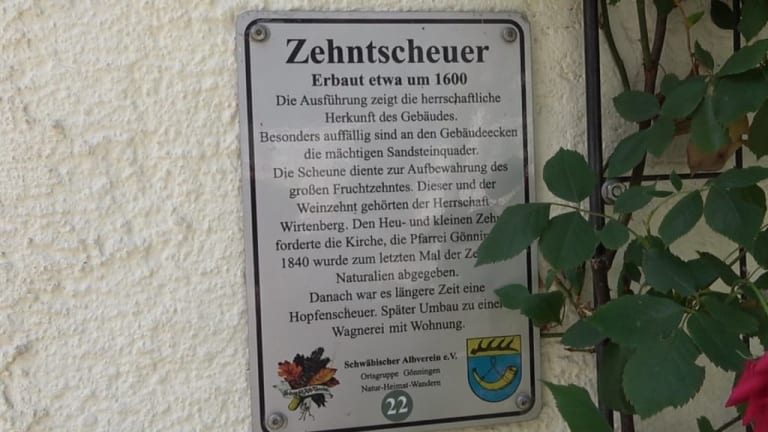 Zehntscheuer
Erbaut etwa um 1600
Die Ausführung zeigt die herrschaftliche
Herkunft des Gebäudes.
Besonders auffällig sind an den Gebäudeecken
die mächtigen Sandsteinquader.
Die Scheune diente zur Aufbewahrung des
großen Fruchtzehntes. Dieser und der
Weinzehnt gehörten der Herrschaft
Wirtenberg. Den Heu- und kleinen
forderte die Kirche, die Pfarrei
1840 wurde zum letzten Mal der
Naturalien abgegeben.
Danach war es längere Zeit eine
Hopfenscheuer. Später Umbau zu
Wagnerei mit Wohnung.
Schwäbischer Albverein e.V.
Ortsgruppe Gönningen
Natur-Heimat-Wandern
22